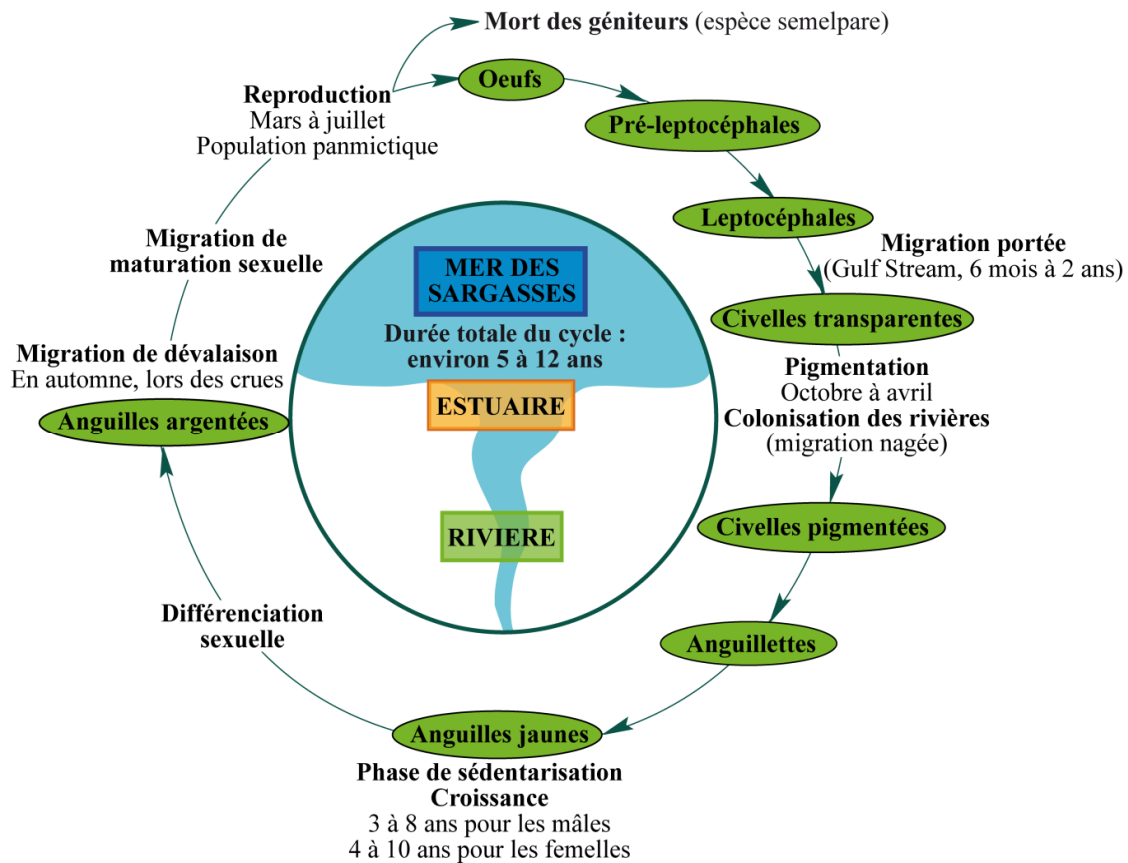 Mort des géniteurs (espèce semelpare)
Oeufs
Reproduction
Mars à juillet
Population panmictique
Pré-leptocéphales
Leptocéphales
Migration portée
(Gulf Stream, 6 mois à 2 ans)
Civelles transparentes
Pigmentation
Octobre à avril
Colonisation des rivières
(migration nagée)
Civelles pigmentées
Anguillettes
Anguilles jaunes
Phase de sédentarisation
Croissance
3 à 8 ans pour les mâles
4 à 10 ans pour les femelles
Différenciation
sexuelle
Anguilles argentées
Migration de dévalaison
En automne, lors des crues
Migration de
maturation sexuelle
MER DES
SARGASSES
Durée totale du cycle :
environ 5 à 12 ans
ESTUAIRE
RIVIERE